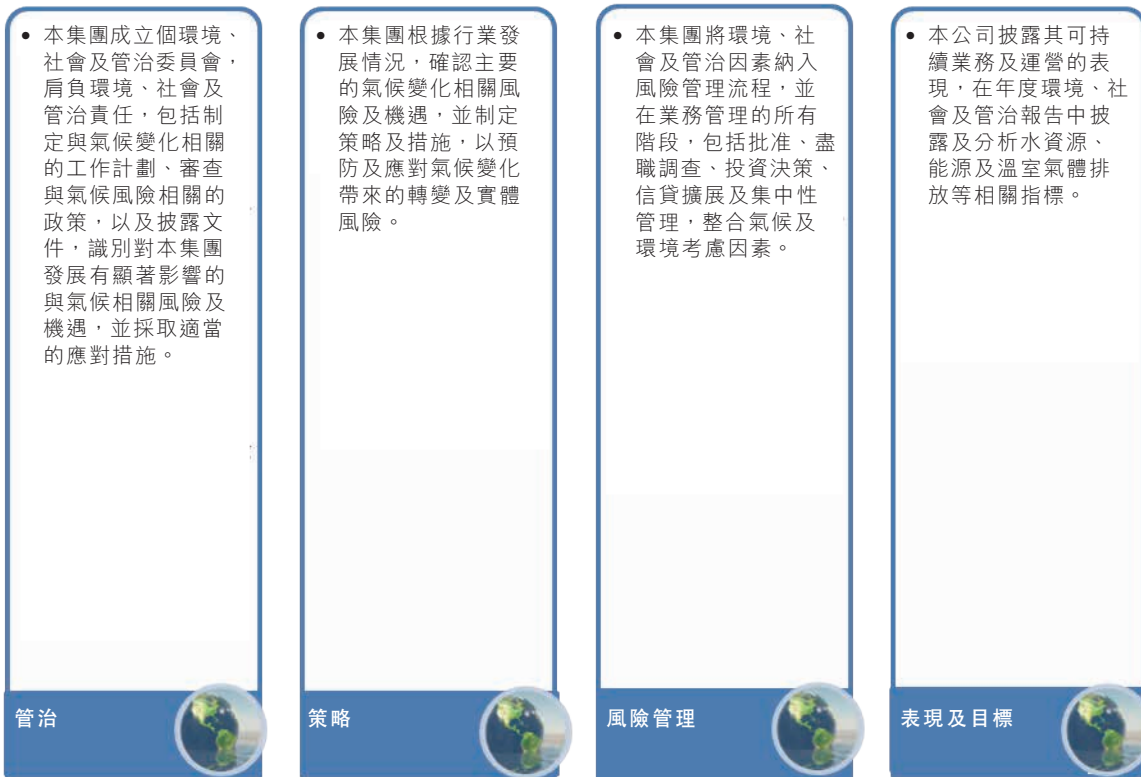 • 本集團成立個環境、
社會及管治委員會，
肩負環境、社會及
管治責任，包括制
定與氣候變化相關
的工作計劃、審查
與氣候風險相關的
政策，以及披露文
件，識別對本集團
發展有顯著影響的
與氣候相關風險及
機遇，並採取適當
的應對措施。
管治
• 本集團根據行業發
展情況，確認主要
的氣候變化相關風
險及機遇，並制定
策略及措施，以預
防及應對氣候變化
帶來的轉變及實體
風險。
策略
• 本集團將環境、社
會及管治因素納入
風險管理流程，並
在業務管理的所有
階段，包括批准、盡
職調查、投資決策、
信貸擴展及集中性
管理，整合氣候及
環境考慮因素。
風險管理
• 本公司披露其可持
續業務及運營的表
現，在年度環境、社
會及管治報告中披
露及分析水資源、
能源及溫室氣體排
放等相關指標。
表現及目標